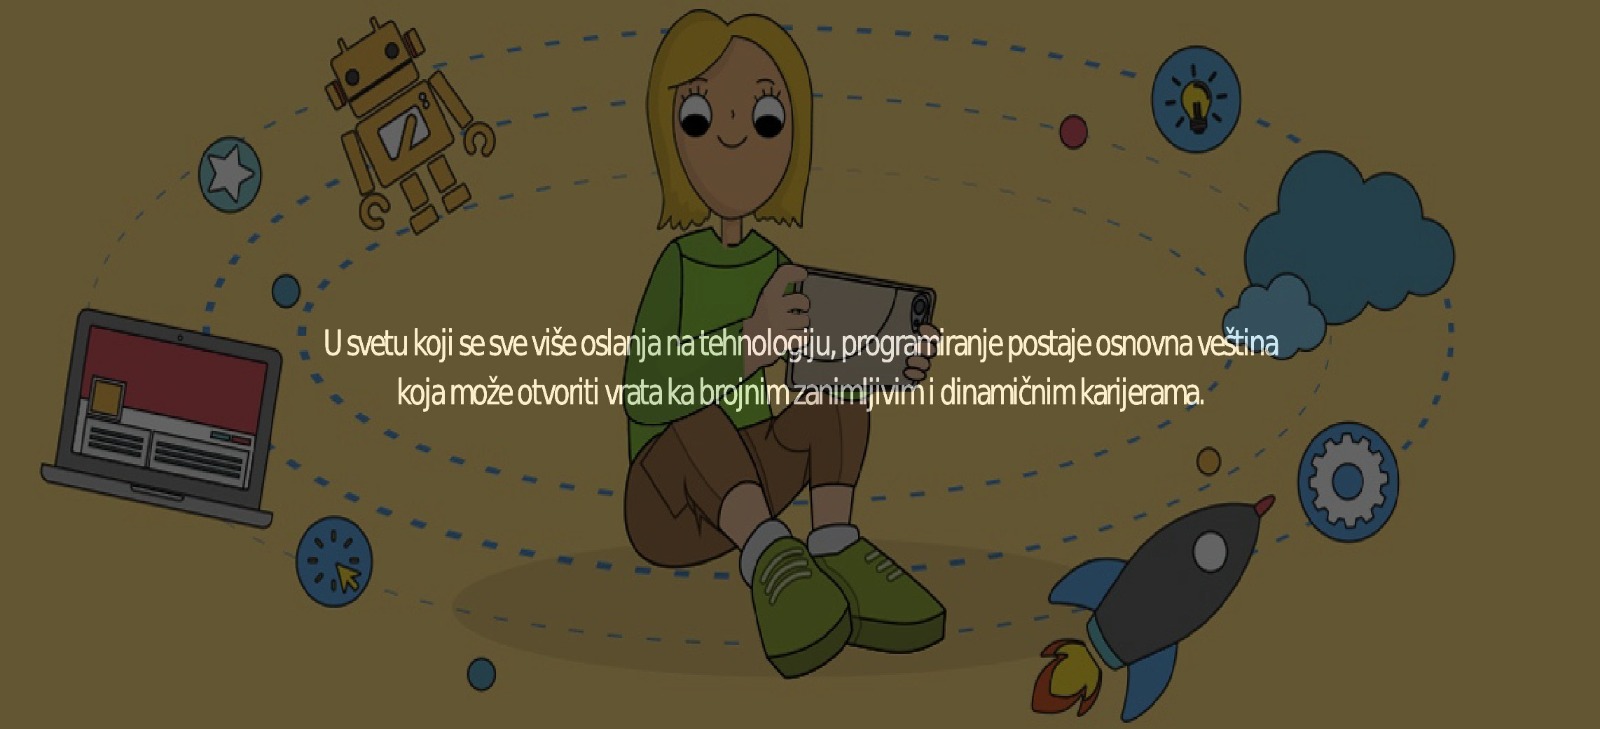 U svetu koji se sve više oslanja na tehnologiju, programiranje postaje osnovna veština
koja može otvoriti vrata ka brojnim zanimljivim i dinamičnim karijerama.